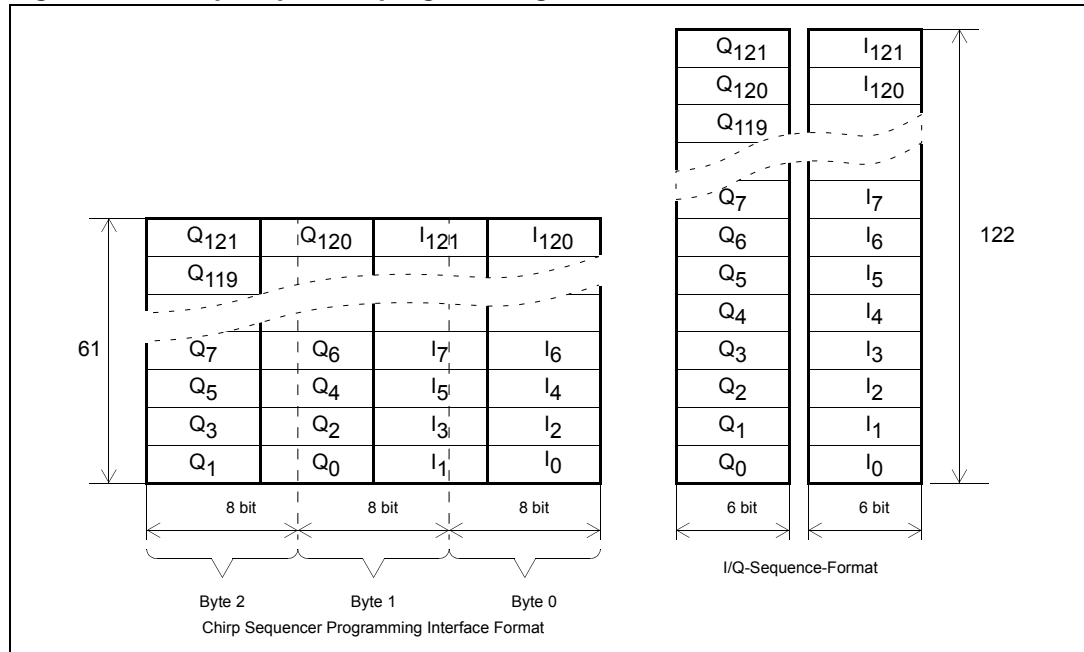 Q121 I121
Q120 I120
Q119
Q7 I7
Q6 I6
Q5 I5
Q4 I4
Q3 I3
Q2 I2
Q1 I1
Q0 I0
122
6 bit 6 bit
I/Q-Sequence-Format
Q121 Q120 I121 I120
Q119
61
Q7 Q6 I7 I6
Q5 Q4 I5 I4
Q3 Q2 I3 I2
Q1 Q0 I1 I0
8 bit 8 bit 8 bit
Byte 2 Byte 1 Byte 0
Chirp Sequencer Programming Interface Format